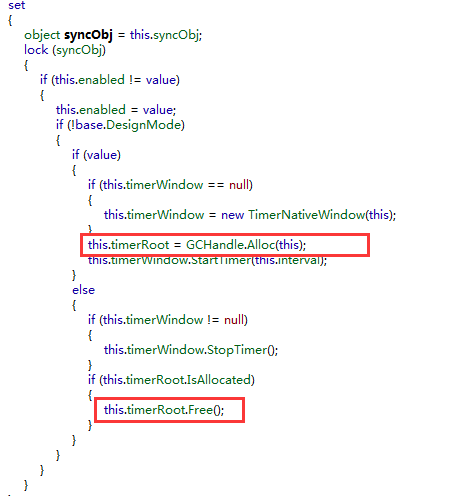 set
{
object syncObj = this.syncObj;
lock (syncObj)
{
if (this.enabled != value)
{
this.enabled = value;
if (!base.DesignMode)
{
if (value)
{
if (this.timerWindow == null)
{
this.timerWindow = new TimerNativeWindow(this);
}
this.timerRoot = GCHandle.Alloc(this);
this.timerWindow.StartTimer(this.interval);
}
else
{
if (this.timerWindow != null)
{
this.timerWindow.StopTimer();
}
if (this.timerRoot.IsAllocated)
{
this.timerRoot.Free();
}
}
}
}
}